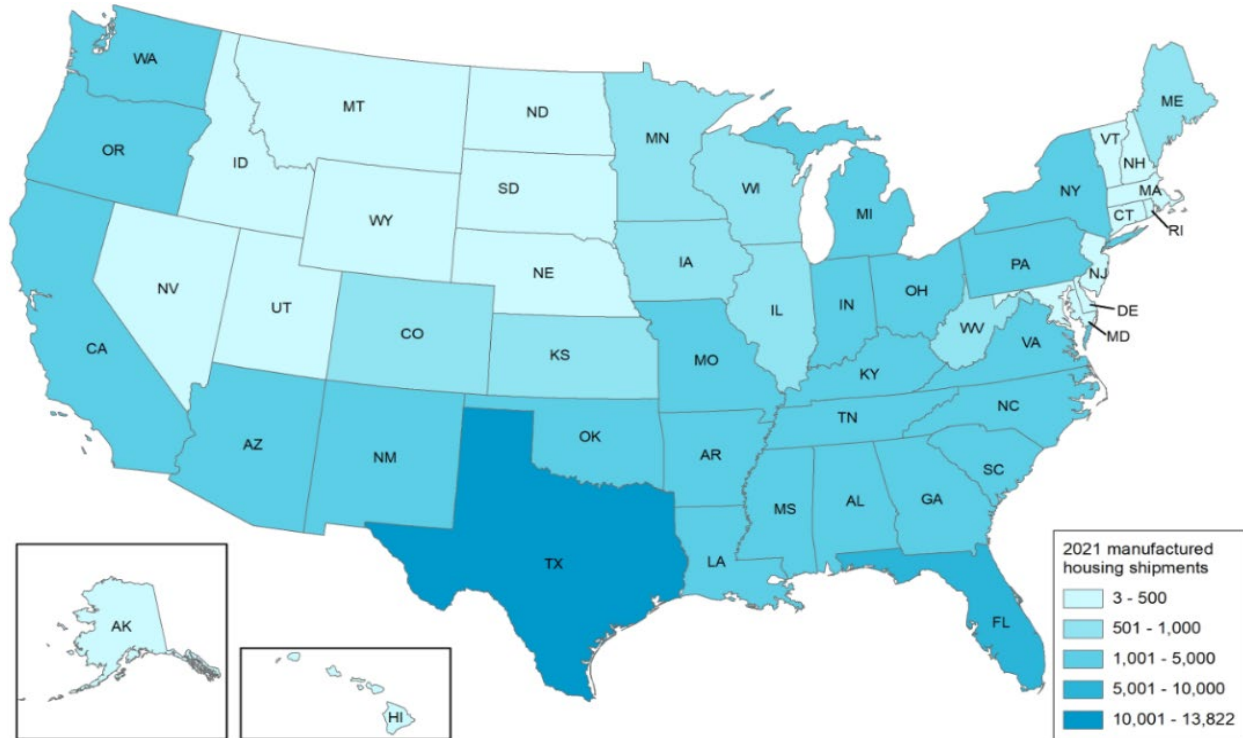 WA
MT
ND
MN
ME
VT
NH
OR
ID
SD
WI
NY
MA
MI
CT
RI
WY
IA
PA
NJ
NE
NV
UT
IL
IN
OH
DE
MD
CO
WV
CA
KS
MO
VA
KY
NC
TN
AZ
NM
OK
AR
SC
MS
AL
GA
TX
LA
FL
AK
HI
2021 manufactured
housing shipments
3 - 500
501 - 1,000
1,001 - 5,000
5,001 - 10,000
10,001 - 13,822